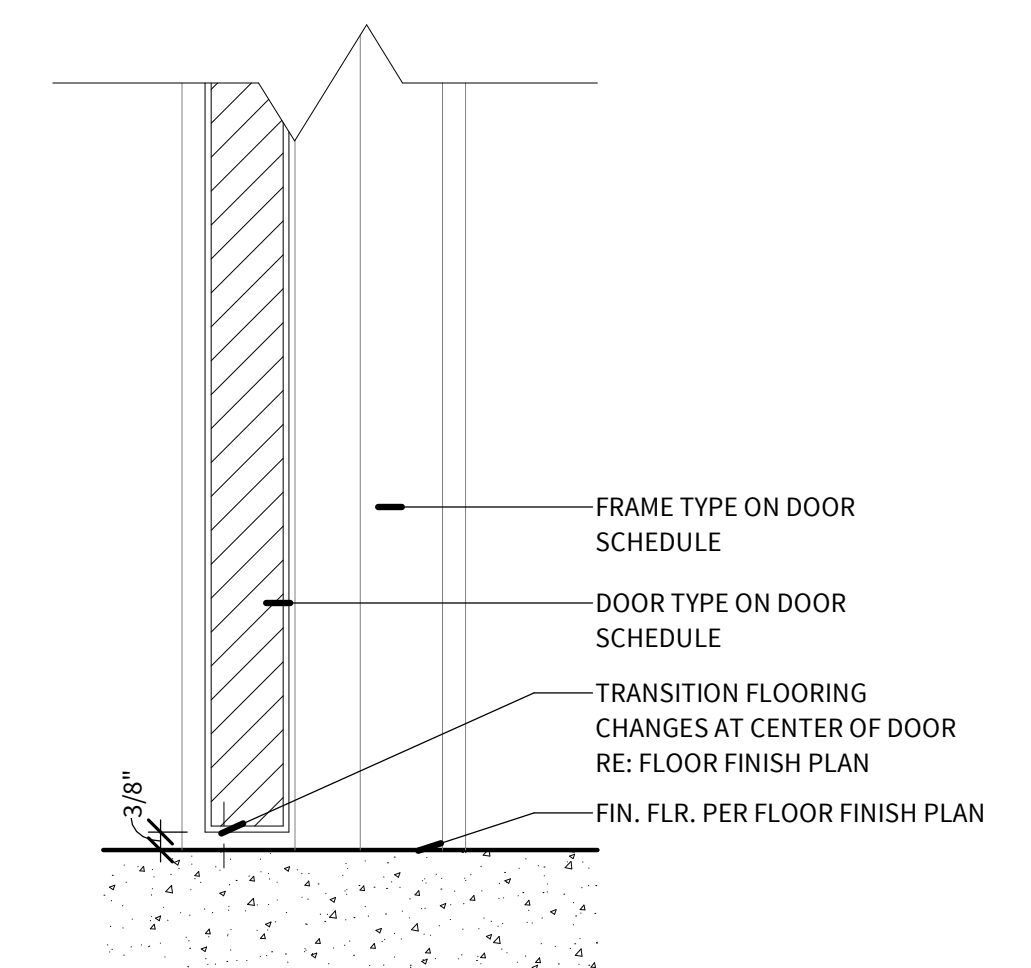 FRAME TYPE ON DOOR
SCHEDULE
DOOR TYPE ON DOOR
SCHEDULE
TRANSITION FLOORING
CHANGES AT CENTER OF DOOR
RE: FLOOR FINISH PLAN
3/8"
FIN. FLR. PER FLOOR FINISH PLAN